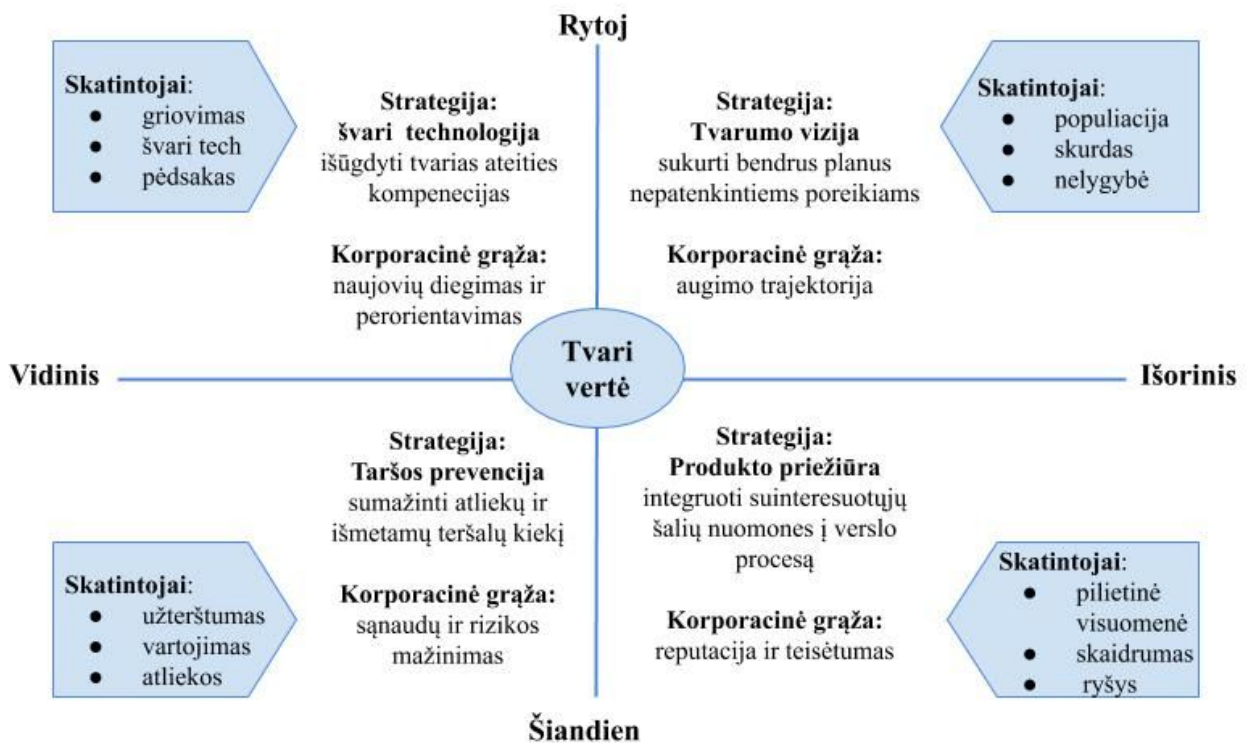 Rytoj
Skatintojai:
● griovimas
● švari tech
● pėdsakas
Strategija:
švari technologija
išūgdyti tvarias ateities
kompenecijas
Korporacinė grąža:
naujovių diegimas ir
perorientavimas
Strategija:
Tvarumo vizija
sukurti bendrus planus
nepatenkintiems poreikiams
Korporacinė grąža:
augimo trajektorija
Skatintojai:
● populiacija
● skurdas
● nelygybė
Vidinis
Tvari
vertė
Išorinis
Skatintojai:
● užterštumas
● vartojimas
● atliekos
Strategija:
Taršos prevencija
sumažinti atliekų ir
išmetamų teršalų kiekį
Korporacinė grąža:
sąnaudų ir rizikos
mažinimas
Strategija:
Produkto priežiūra
integruoti suinteresuotųjų
šalių nuomones į verslo
procesą
Korporacinė grąža:
reputacija ir teisėtumas
Skatintojai:
● pilietinė
visuomenė
● skaidrumas
● ryšys
Šiandien